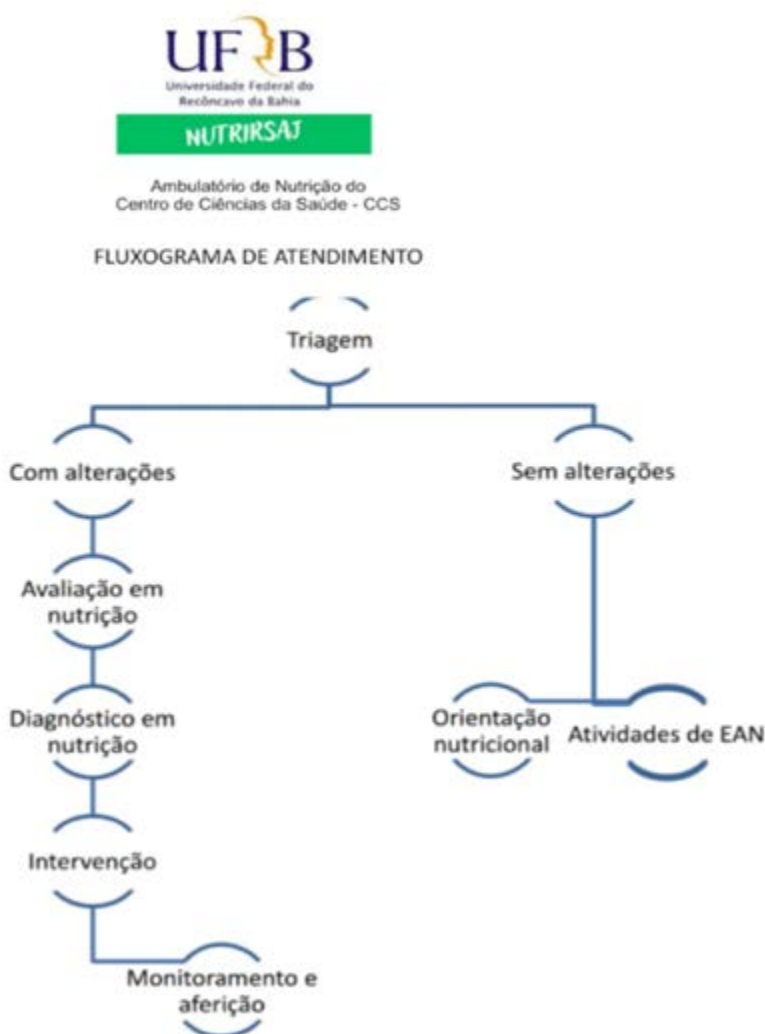 UFRB
Universidade Federal do
Recôncavo da Bahia
NUTRIRSAJ
Ambulatório de Nutrição do
Centro de Ciências da Saúde - CCS
FLUXOGRAMA DE ATENDIMENTO
Triagem
Com alterações
Sem alterações
Avaliação em
nutrição
Diagnóstico em
nutrição
Orientação
nutricional
Atividades de EAN
Intervenção
Monitoramento e
aferição